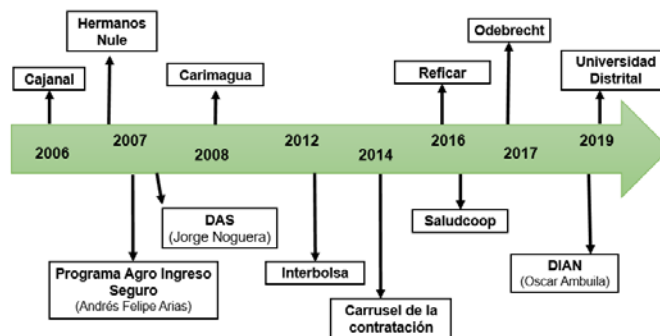 Hermanos
Nule
Odebrecht
Cajanal
Carimagua
Reficar
Universidad
Distrital
2006
2007
2008
2012
2014
2016
2017
2019
DAS
(Jorge Noguera)
Saludcoop
Programa Agro Ingreso
Seguro
(Andrés Felipe Arias)
Interbolsa
DIAN
(Oscar Ambuila)
Carrusel de la
contratación